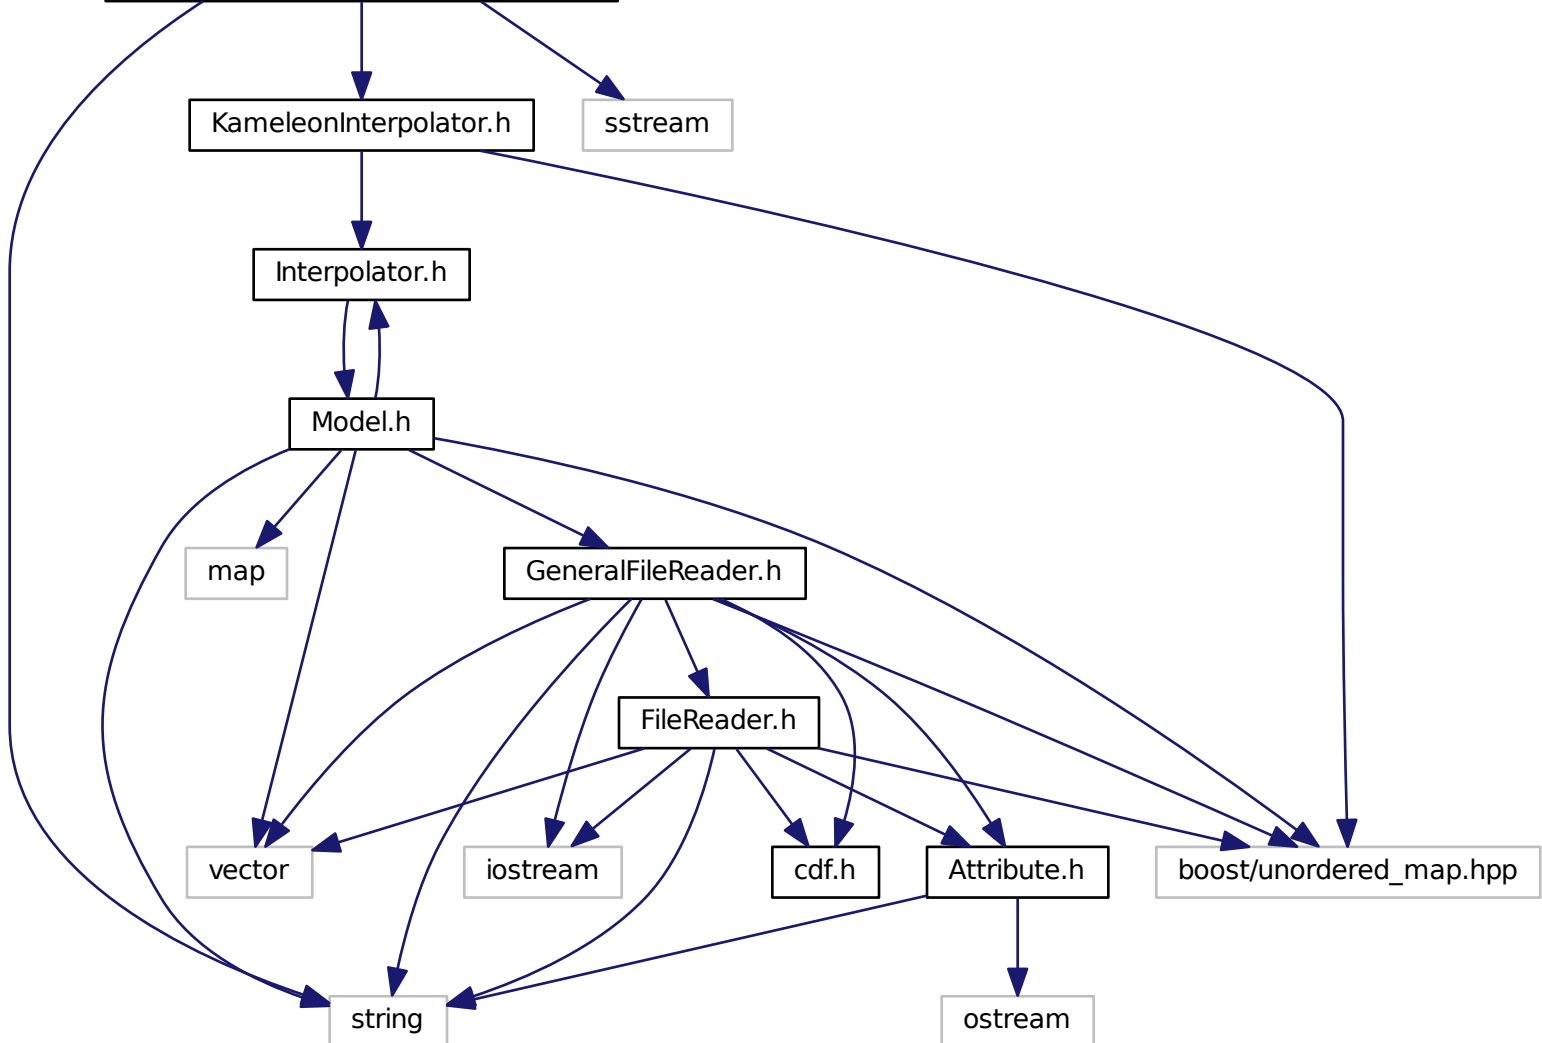 KameleonInterpolator.h
sstream
Interpolator.h
Model.h
map
GeneralFileReader.h
FileReader.h
vector
iostream
cdf.h
Attribute.h
boost/unordered_map.hpp
string
ostream